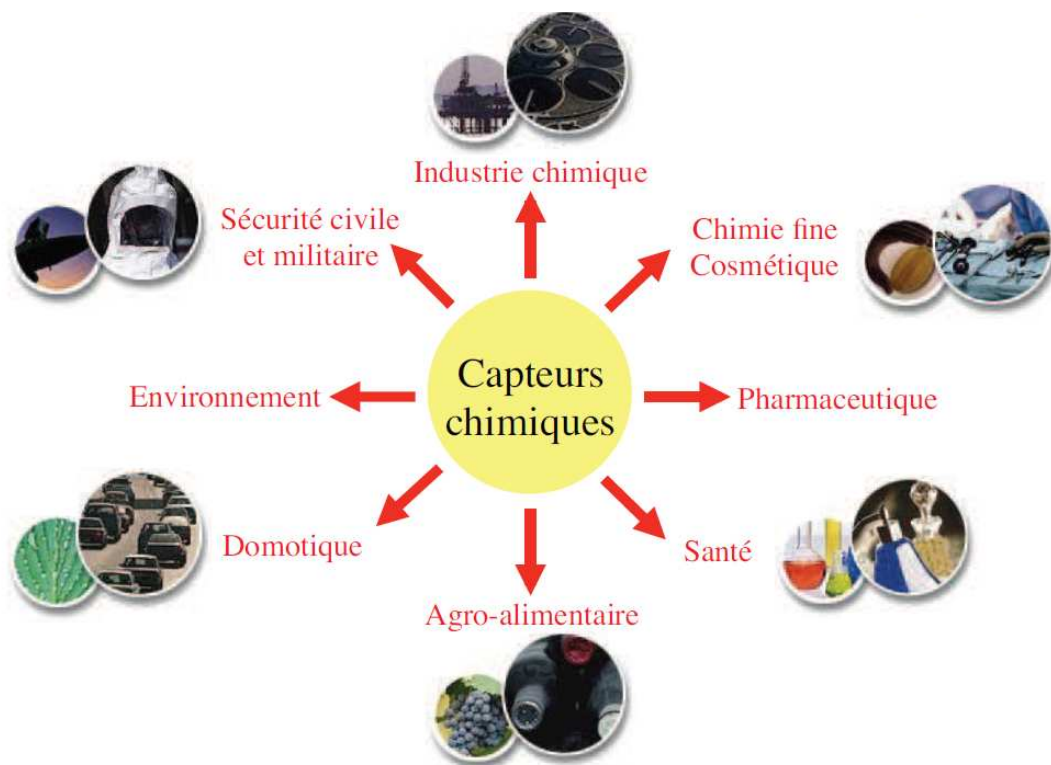 Industrie chimique
Sécurité civile
et militaire
Chimie fine
Cosmétique
Capteurs
chimiques
Environnement
Pharmaceutique
Domotique
Santé
Agro-alimentaire